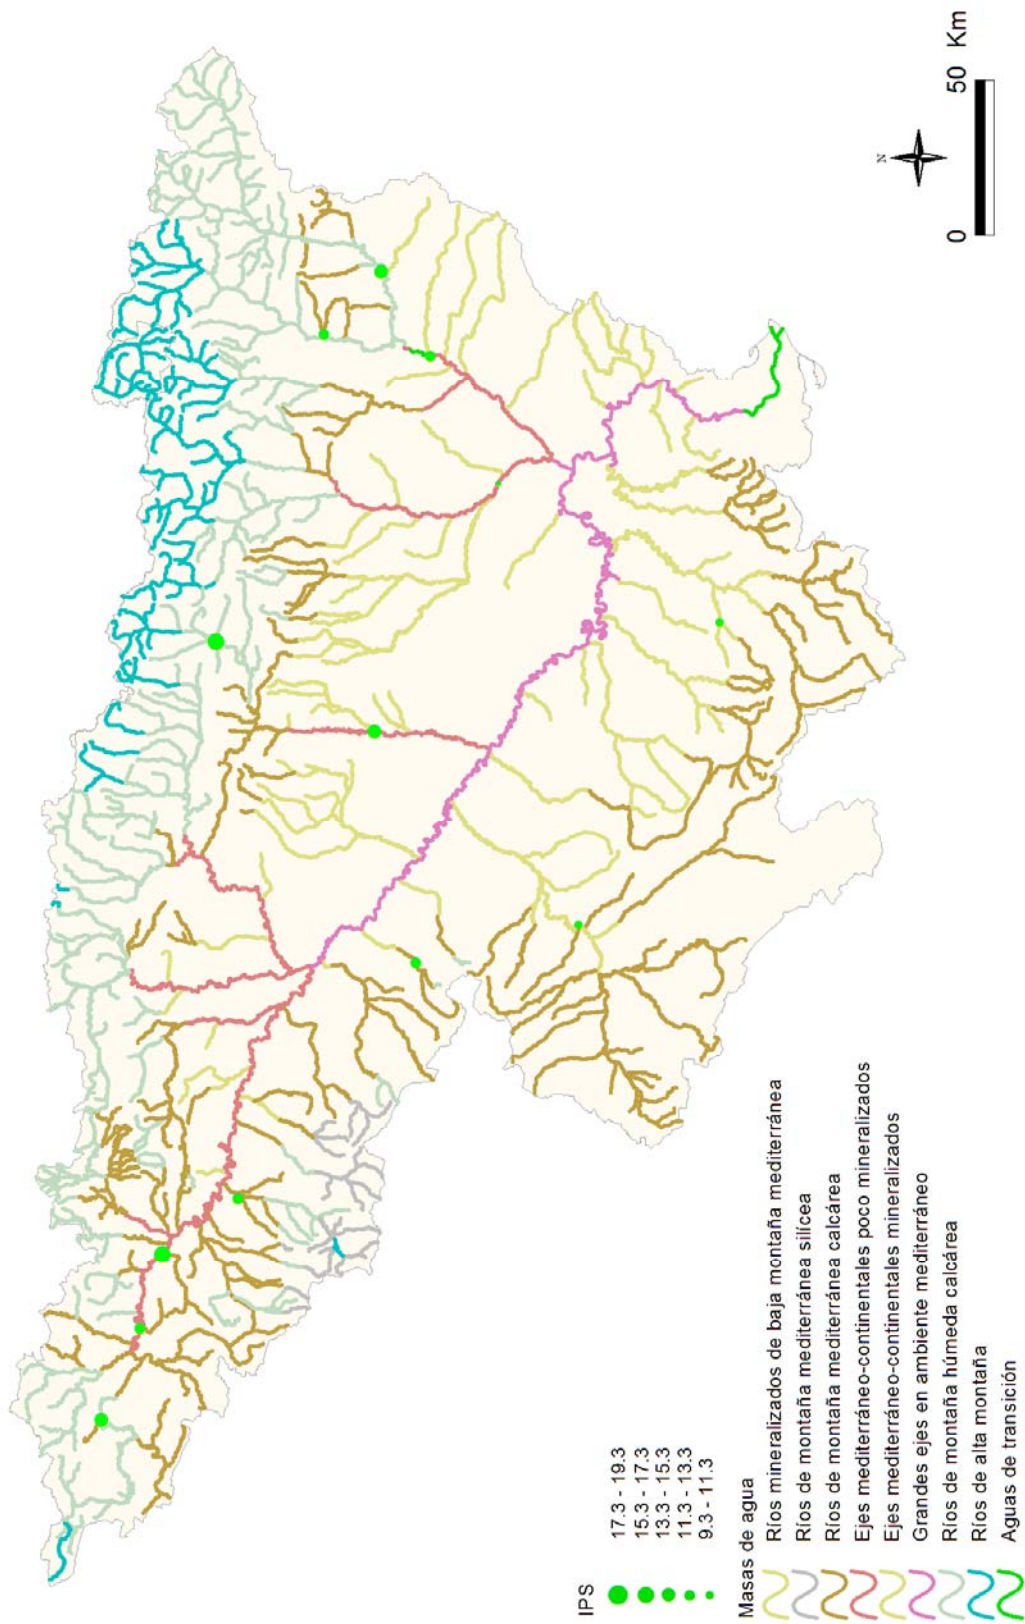 N
0 50 Km
IPS
17.3 - 19.3
15.3 - 17.3
13.3 - 15.3
11.3 - 13.3
9.3 - 11.3
Masas de agua
Ríos mineralizados de baja montaña mediterránea
Ríos de montaña mediterránea silícea
Ríos de montaña mediterránea calcárea
Ejes mediterráneo-continentales poco mineralizados
Ejes mediterráneo-continentales mineralizados
Grandes ejes en ambiente mediterráneo
Ríos de montaña húmeda calcárea
Ríos de alta montaña
Aguas de transición